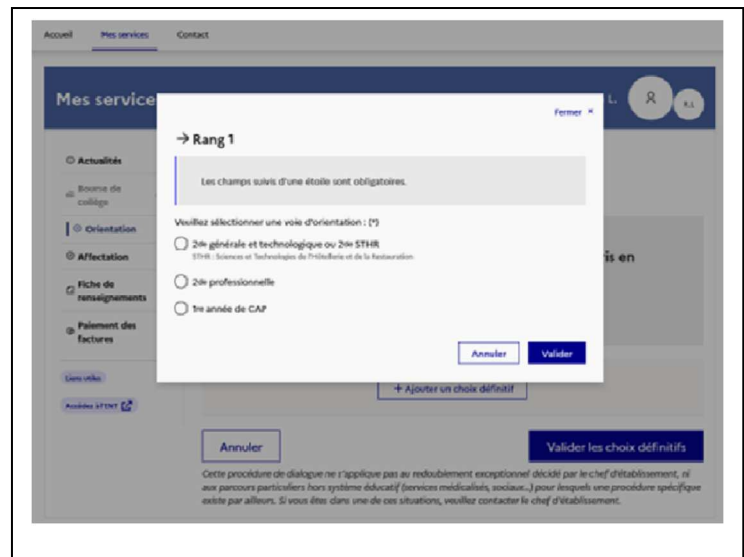 Accueil Mes services Contact
Mes service
L.
R.L
Fermer ×
→ Rang 1
Les champs suivis d'une étoile sont obligatoires.
Veuillez sélectionner une voie d'orientation : (*)
2de générale et technologique ou 2de STHR
STHR : Sciences et Technologies de l'Hôtellerie et de la Restauration
2de professionnelle
1re année de CAP
Annuler Valider
Actualités
Bourse de
collège
Orientation
Affectation
Fiche de
renseignements
Paiement des
factures
Liens utiles
Accédez à l'ENT
is en
+ Ajouter un choix définitif
Annuler Valider les choix définitifs
Cette procédure de dialogue ne s'applique pas au redoublement exceptionnel décidé par le chef d'établissement, ni
aux parcours particuliers hors système éducatif (services médicalisés, sociaux...) pour lesquels une procédure spécifique
existe par ailleurs. Si vous êtes dans une de ces situations, veuillez contacter le chef d'établissement.